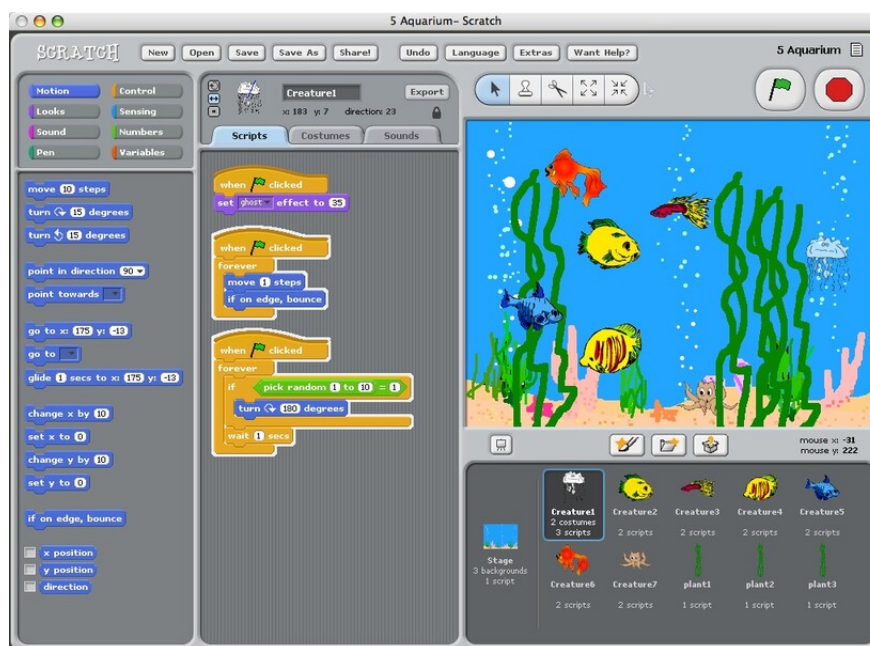 5 Aquarium- Scratch
SCRATCH New Open Save Save As Share! Undo Language Extras Want Help? 5 Aquarium
Motion Control
Looks Sensing
Sound Numbers
Pen Variables
Creature1 Export
x: 183 y: 7 direction: 23
Scripts Costumes Sounds
move 10 steps
turn 15 degrees
turn 15 degrees
point in direction 90
point towards
go to x: 175 y: -13
go to
glide 1 secs to x: 175 y: -13
change x by 10
set x to 0
change y by 10
set y to 0
if on edge, bounce
x position
y position
direction
when clicked
set ghost effect to 35
when clicked
forever
move 1 steps
if on edge, bounce
when clicked
forever
if pick random 1 to 10 = 1
turn 180 degrees
wait 1 secs
mouse x: -31
mouse y: 222
Stage
3 backgrounds
1 script
Creature1 Creature2 Creature3 Creature4 Creature5
2 costumes
3 scripts 2 scripts 2 scripts 2 scripts 2 scripts
Creature6 Creature7 plant1 plant2 plant3
2 scripts 2 scripts 1 script 1 script 1 script